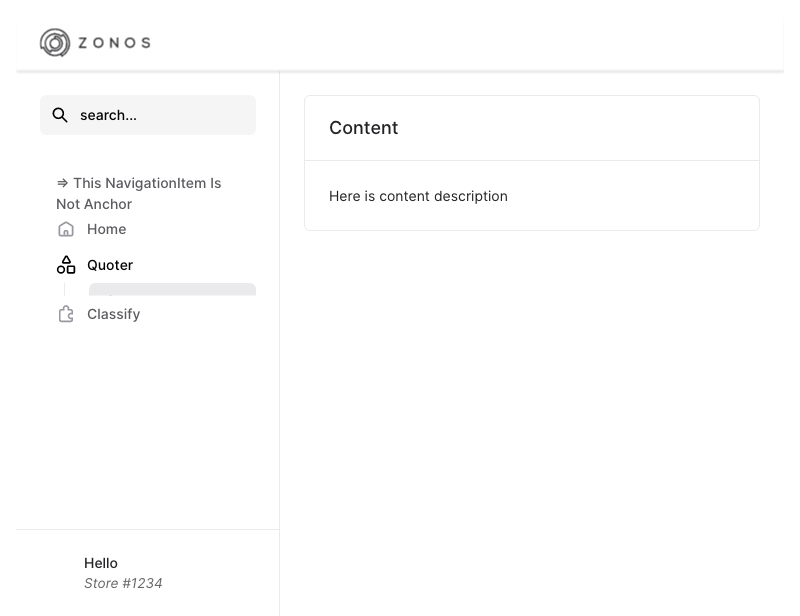 ZONOS
search...
⇒ This NavigationItem Is
Not Anchor
Home
Quoter
Classify
Hello
Store #1234
Content
Here is content description